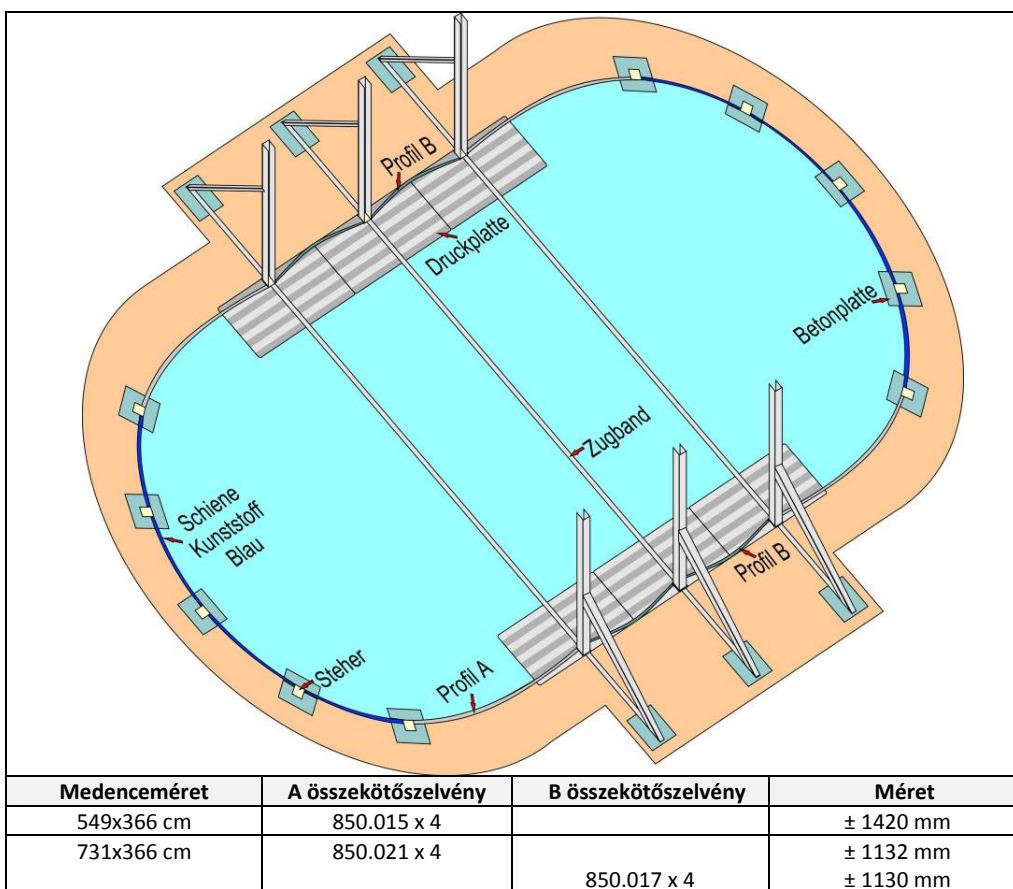 Profil B
Druckplatte
Betonplatte
Zugband
Schiene
Kunststoff
Blau
Profil B
Steher
Profil A
Medenceméret A összekötőszelvény B összekötőszelvény Méret
549x366 cm 850.015 x 4 ± 1420 mm
731x366 cm 850.021 x 4 ± 1132 mm
850.017 x 4 ± 1130 mm